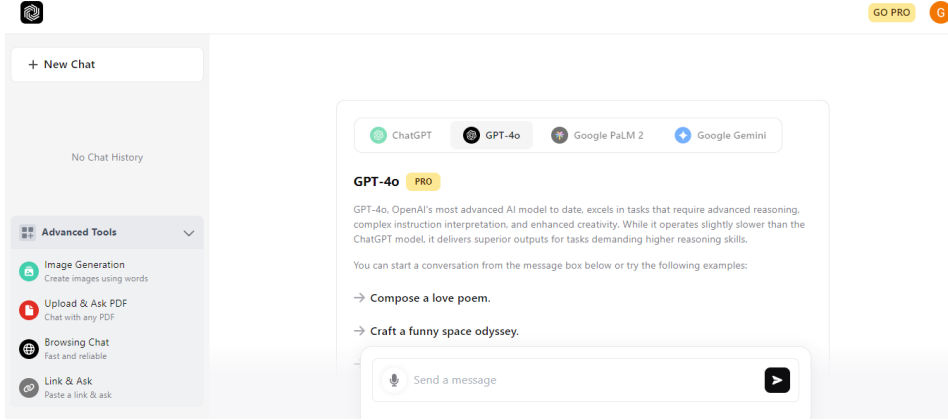 GO PRO
G
+ New Chat
No Chat History
Advanced Tools
Image Generation
Create images using words
Upload & Ask PDF
Chat with any PDF
Browsing Chat
Fast and reliable
Link & Ask
Paste a link & ask
ChatGPT
GPT-4o
Google PaLM 2
Google Gemini
GPT-4o PRO
GPT-4o, OpenAI's most advanced AI model to date, excels in tasks that require advanced reasoning,
complex instruction interpretation, and enhanced creativity. While it operates slightly slower than the
ChatGPT model, it delivers superior outputs for tasks demanding higher reasoning skills.
You can start a conversation from the message box below or try the following examples:
→ Compose a love poem.
→ Craft a funny space odyssey.
Send a message